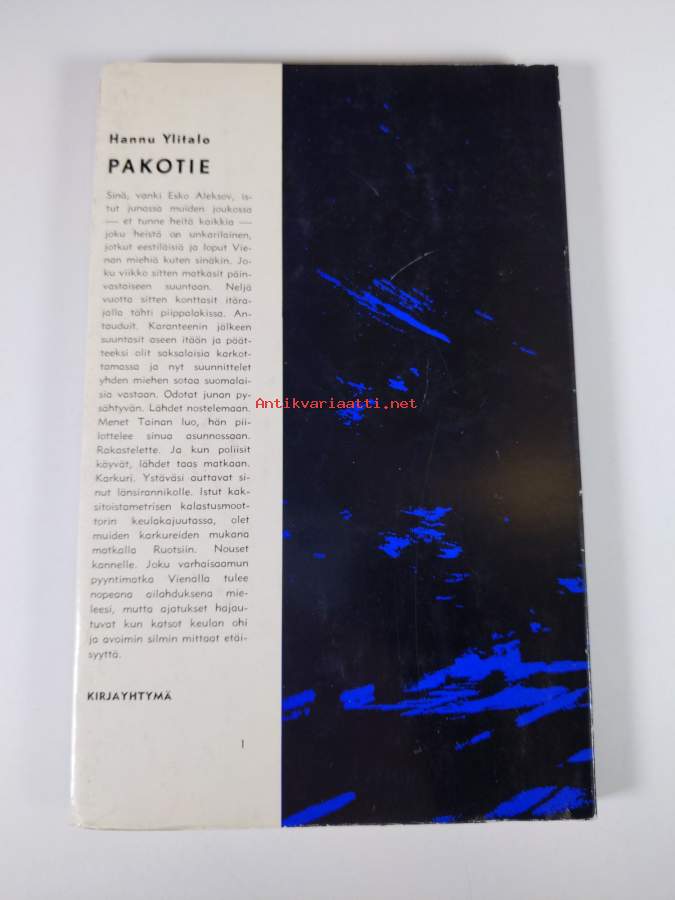 Hannu Ylitalo
PAKOTIE
Sinä, vanki Esko Aleksov, is-
tut junassa muiden joukossa
— et tunne heitä kaikkia —
joku heistä on unkarilainen,
jotkut eestiläisiä ja loput Vie-
nan miehiä kuten sinäkin. Jo-
ku viikko sitten matkasit päin-
vastaiseen suuntaan. Neljä
vuotta sitten konttasit itära-
jalla tähti piippalakissa. An-
tauduit. Karanteenin jälkeen
suuntasit aseen itään ja päät-
teeksi olit saksalaisia karkot-
tamassa ja nyt suunnittelet
yhden miehen sotaa suomalai-
sia vastaan. Odotat junan py-
sähtyvän. Lähdet nostelemaan.
Menet Tainan luo, hän pii-
lottelee sinua asunnossaan.
Rakastelette. Ja kun poliisit
käyvät, lähdet taas matkaan.
Karkuri. Ystäväsi auttavat si-
nut länsirannikolle. Istut kak-
sitoistametrisen kalastusmoot-
torin keulakajuutassa, olet
muiden karkureiden mukana
matkalla Ruotsiin. Nouset
kannelle. Joku varhaisaamun
pyyntimatka Vienalla tulee
nopeana ailahduksena mie-
leesi, mutta ajatukset hajau-
tuvat kun katsot keulan ohi
ja avoimin silmin mittaat etäi-
syyttä.
KIRJAYHTYMÄ
1
Antikvariaatti.net